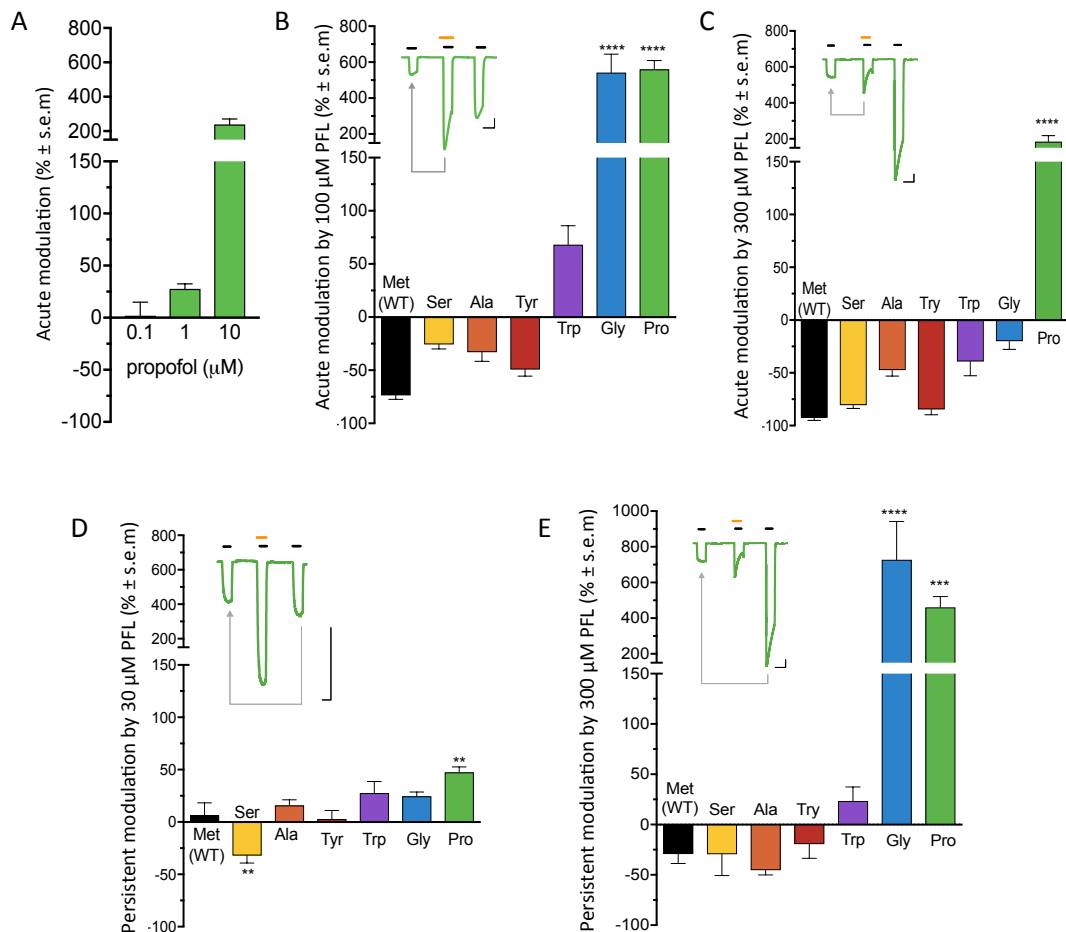 A
Acute modulation (% ± s.e.m)
800
600
400
200
150
100
50
0
-50
-100
0.1 1 10
propofol (μM)
B
Acute modulation by 100 μM PFL (% ± s.e.m)
800
600
400
200
150
100
50
0
-50
-100
**** ****
Met
(WT) Ser Ala Tyr
Trp Gly Pro
C
Acute modulation by 300 μM PFL (% ± s.e.m)
800
600
400
200
150
100
50
0
-50
-100
****
Met
(WT) Ser Ala Try Trp Gly
Pro
D
Persistent modulation by 30 μM PFL (% ± s.e.m)
800
600
400
200
150
100
50
0
-50
-100
**
Ser
Met
(WT) Ala Tyr Trp Gly Pro
**
E
Persistent modulation by 300 μM PFL (% ± s.e.m)
1000
800
600
400
200
150
100
50
0
-50
-100
**** ***
Met
(WT) Ser Ala Try
Trp Gly Pro